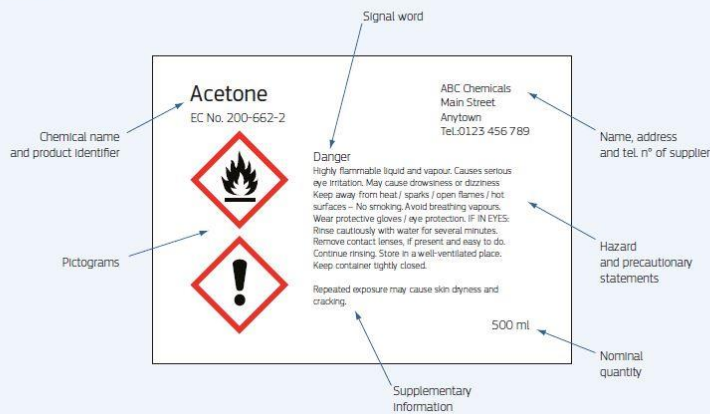 Signal word
Acetone
EC No. 200-662-2
ABC Chemicals
Main Street
Anytown
Tel.:0123 456 789
Chemical name
and product identifier
Name, address
and tel. n° of supplier
Danger
Highly flammable liquid and vapour. Causes serious
eye irritation. May cause drowsiness or dizziness
Keep away from heat / sparks / open flames / hot
surfaces – No smoking. Avoid breathing vapours.
Wear protective gloves / eye protection. IF IN EYES:
Rinse cautiously with water for several minutes.
Remove contact lenses, if present and easy to do.
Continue rinsing. Store in a well-ventilated place.
Keep container tightly closed.
Pictograms
Hazard
and precautionary
statements
Repeated exposure may cause skin dryness and
cracking.
500 ml
Nominal
quantity
Supplementary
information